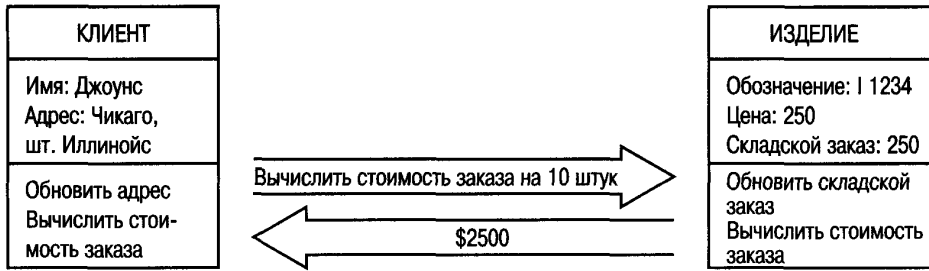 КЛИЕНТ
Имя: Джоунс
Адрес: Чикаго,
шт. Иллинойс
Обновить адрес
Вычислить стои-
мость заказа
Вычислить стоимость заказа на 10 штук
$2500
ИЗДЕЛИЕ
Обозначение: I 1234
Цена: 250
Складской заказ: 250
Обновить складской
заказ
Вычислить стоимость
заказа